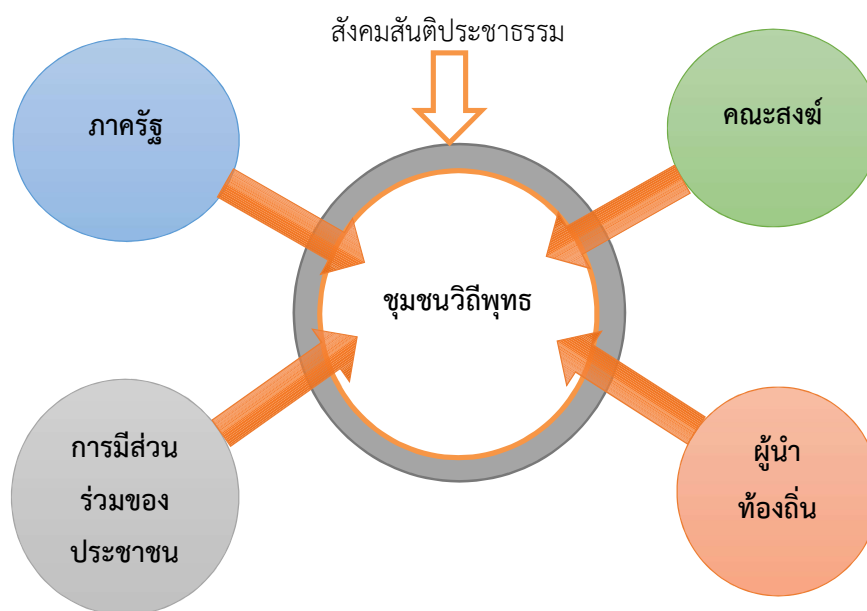 สังคมสันติประชาธรรม
ภาครัฐ
คณะสงฆ์
ชุมชนวิถีพุทธ
การมีส่วน
ร่วมของ
ประชาชน
ผู้นำ
ท้องถิ่น